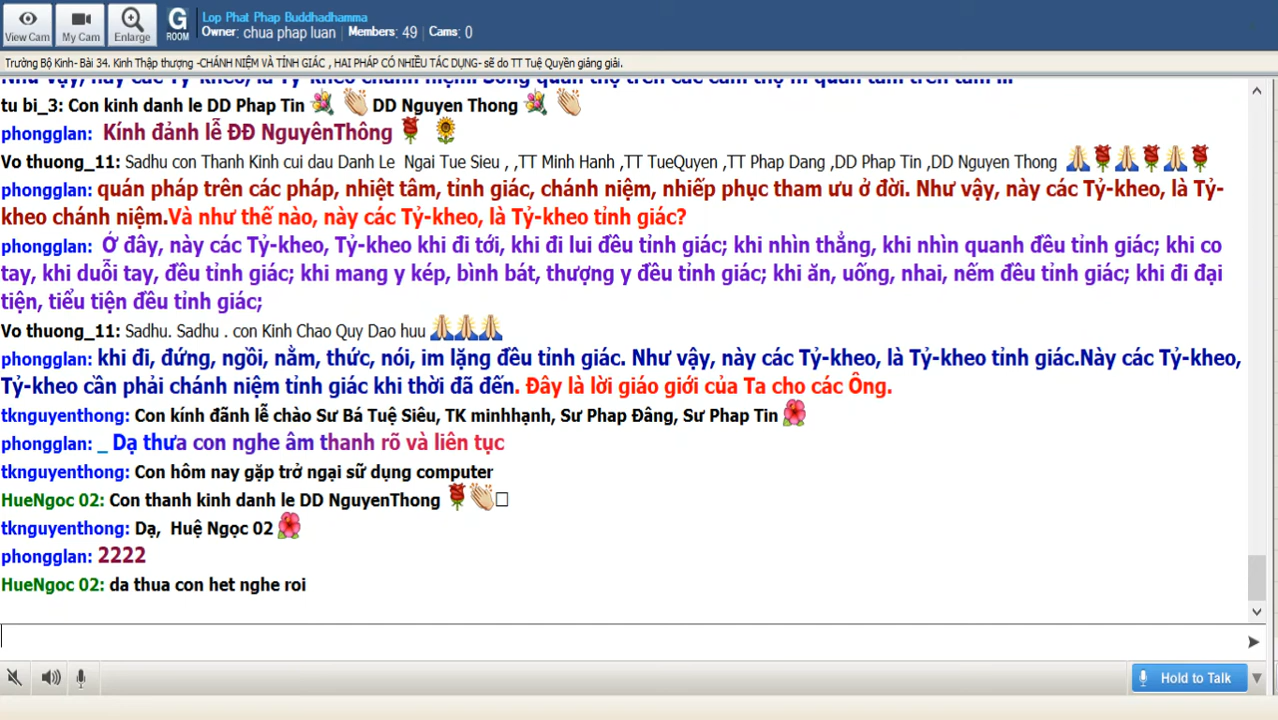 View Cam
My Cam
Enlarge
G
ROOM
Lop Phat Phap Buddhadhamma
Owner: chua phap luan | Members: 49 | Cams: 0
Trường Bộ Kinh- Bài 34. Kinh Thập thượng -CHÁNH NIỆM VÀ TỈNH GIÁC , HAI PHÁP CÓ NHIỀU TÁC DỤNG- sẽ do TT Tuệ Quyền giảng giải.
tu bi_3: Con kinh danh le DD Phap Tin DD Nguyen Thong
phongglan: Kính đảnh lễ ĐĐ NguyênThông
Vo thuong_11: Sadhu con Thanh Kinh cui dau Danh Le Ngai Tue Sieu , ,TT Minh Hanh ,TT TueQuyen ,TT Phap Dang ,DD Phap Tin ,DD Nguyen Thong
phongglan: quán pháp trên các pháp, nhiệt tâm, tỉnh giác, chánh niệm, nhiếp phục tham ưu ở đời. Như vậy, này các Tỷ-kheo, là Tỷ-
kheo chánh niệm.Và như thế nào, này các Tỷ-kheo, là Tỷ-kheo tỉnh giác?
phongglan: Ở đây, này các Tỷ-kheo, Tỷ-kheo khi đi tới, khi đi lui đều tỉnh giác; khi nhìn thẳng, khi nhìn quanh đều tỉnh giác; khi co
tay, khi duỗi tay, đều tỉnh giác; khi mang y kép, bình bát, thượng y đều tỉnh giác; khi ăn, uống, nhai, nếm đều tỉnh giác; khi đi đại
tiện, tiểu tiện đều tỉnh giác;
Vo thuong_11: Sadhu. Sadhu . con Kinh Chao Quy Dao huu
phongglan: khi đi, đứng, ngồi, nằm, thức, nói, im lặng đều tỉnh giác. Như vậy, này các Tỷ-kheo, là Tỷ-kheo tỉnh giác.Này các Tỷ-kheo,
Tỷ-kheo cần phải chánh niệm tỉnh giác khi thời đã đến. Đây là lời giáo giới của Ta cho các Ông.
tknguyenthong: Con kính đãnh lễ chào Sư Bá Tuệ Siêu, TK minhhạnh, Sư Phap Đâng, Sư Phap Tin
phongglan: _ Dạ thưa con nghe âm thanh rõ và liên tục
tknguyenthong: Con hôm nay gặp trở ngại sữ dụng computer
HueNgoc 02: Con thanh kinh danh le DD NguyenThong
tknguyenthong: Dạ, Huệ Ngọc 02
phongglan: 2222
HueNgoc 02: da thua con het nghe roi
Hold to Talk